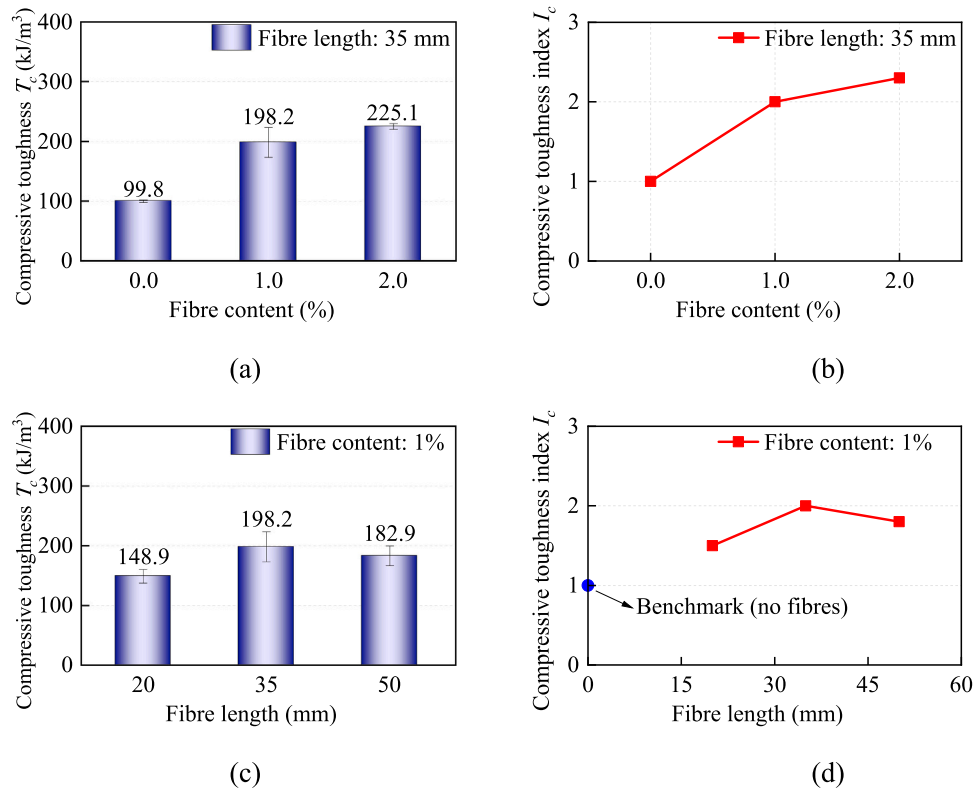 Compressive toughness T_c (kJ/m³)
400
300
200
100
0
Fibre length: 35 mm
99.8
198.2
225.1
0.0 1.0 2.0
Fibre content (%)
(a)
Compressive toughness index I_c
3
2
1
0
Fibre length: 35 mm
0.0 1.0 2.0
Fibre content (%)
(b)
Compressive toughness T_c (kJ/m³)
400
300
200
100
0
Fibre content: 1%
148.9
198.2
182.9
20 35 50
Fibre length (mm)
(c)
Compressive toughness index I_c
3
2
1
0
Fibre content: 1%
Benchmark (no fibres)
0 15 30 45 60
Fibre length (mm)
(d)